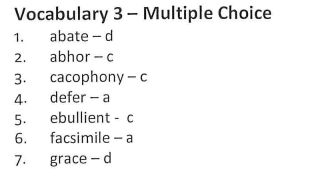 Vocabulary 3 – Multiple Choice
1. abate – d
2. abhor – c
3. cacophony – c
4. defer – a
5. ebullient - c
6. facsimile – a
7. grace – d